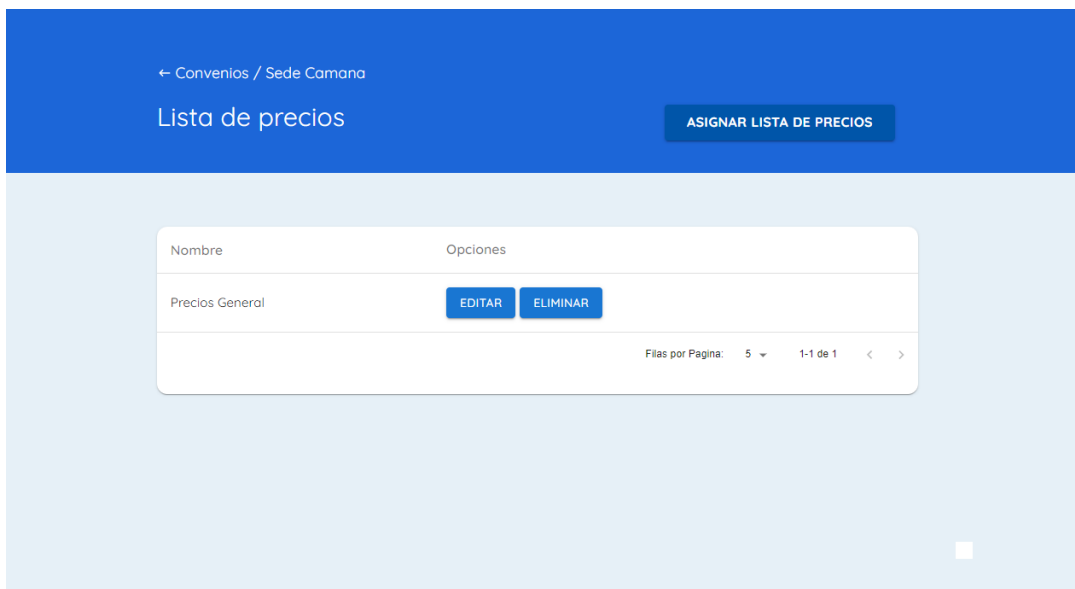 ← Convenios / Sede Camana
Lista de precios
ASIGNAR LISTA DE PRECIOS
Nombre Opciones
Precios General EDITAR ELIMINAR
Filas por Pagina: 5 1-1 de 1 < >